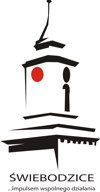 ŚWIEBODZICE
...impulsem wspólnego działania